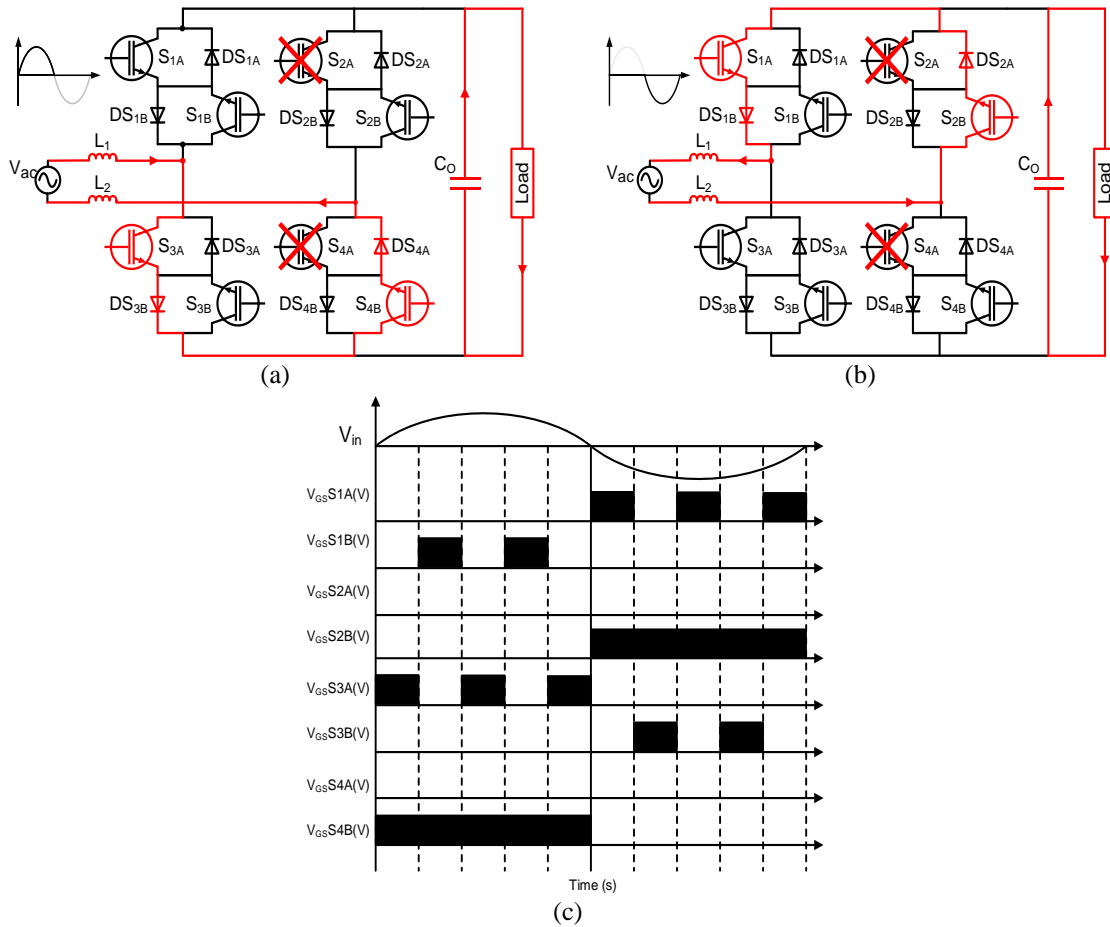 S1A DS1A S2A DS2A
DS1B S1B DS2B S2B
L1
Vac
L2
CO
Load
S3A DS3A S4A DS4A
DS3B S3B DS4B S4B
(a)
S1A DS1A S2A DS2A
DS1B S1B DS2B S2B
L1
Vac
L2
CO
Load
S3A DS3A S4A DS4A
DS3B S3B DS4B S4B
(b)
Vin
VGSS1A(V)
VGSS1B(V)
VGSS2A(V)
VGSS2B(V)
VGSS3A(V)
VGSS3B(V)
VGSS4A(V)
VGSS4B(V)
Time (s)
(c)